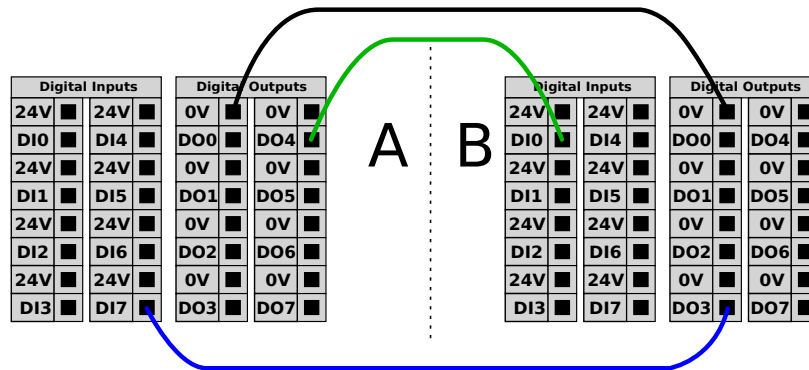 Digital Inputs Digital Outputs Digital Inputs Digital Outputs
24V 24V 0V 0V 24V 24V 0V 0V
DI0 DI4 DO0 DO4 A B DI0 DI4 DO0 DO4
24V 24V 0V 0V 24V 24V 0V 0V
DI1 DI5 DO1 DO5 DI1 DI5 DO1 DO5
24V 24V 0V 0V 24V 24V 0V 0V
DI2 DI6 DO2 DO6 DI2 DI6 DO2 DO6
24V 24V 0V 0V 24V 24V 0V 0V
DI3 DI7 DO3 DO7 DI3 DI7 DO3 DO7